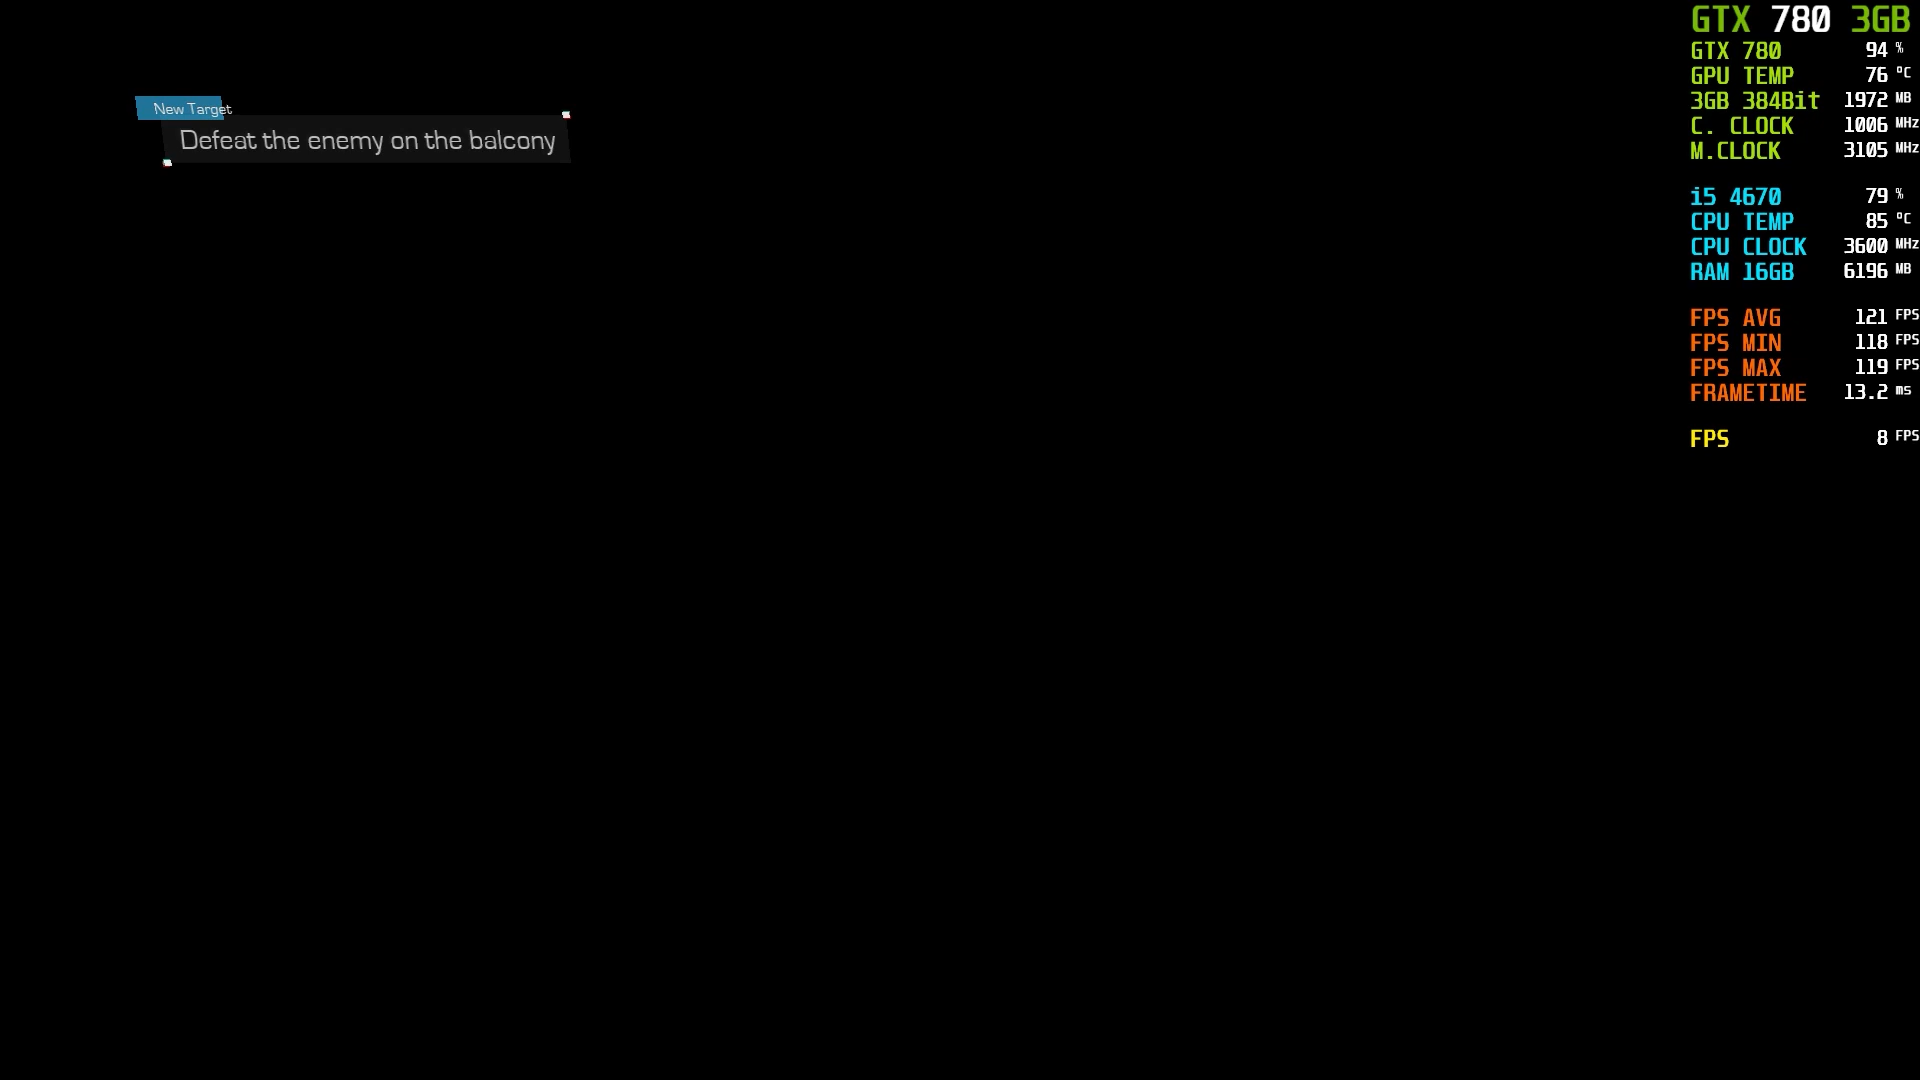 New Target
Defeat the enemy on the balcony
GTX 780 3GB
GTX 780 94 %
GPU TEMP 76 °C
3GB 384Bit 1972 MB
C. CLOCK 1006 MHz
M.CLOCK 3105 MHz
i5 4670 79 %
CPU TEMP 85 °C
CPU CLOCK 3600 MHz
RAM 16GB 6196 MB
FPS AVG 121 FPS
FPS MIN 118 FPS
FPS MAX 119 FPS
FRAMETIME 13.2 ms
FPS 8 FPS